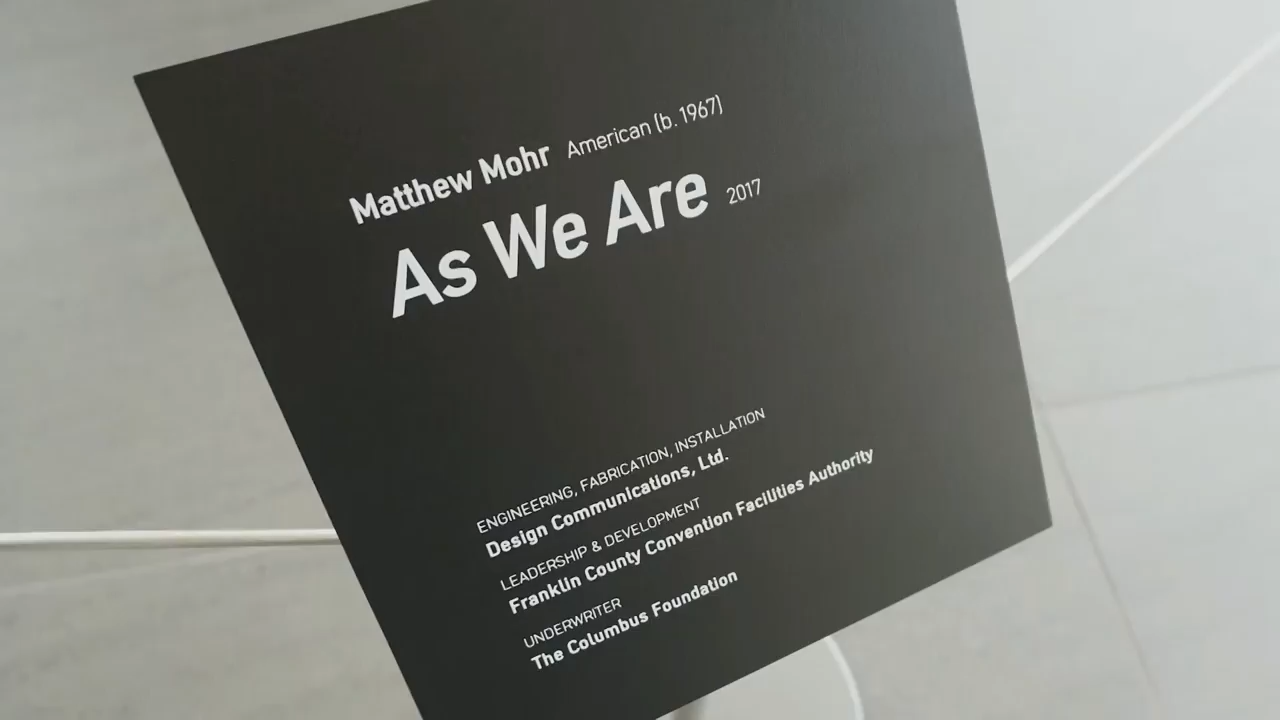 Matthew Mohr American (b. 1967)
As We Are 2017
ENGINEERING, FABRICATION, INSTALLATION
Design Communications, Ltd.
LEADERSHIP & DEVELOPMENT
Franklin County Convention Facilities Authority
UNDERWRITER
The Columbus Foundation